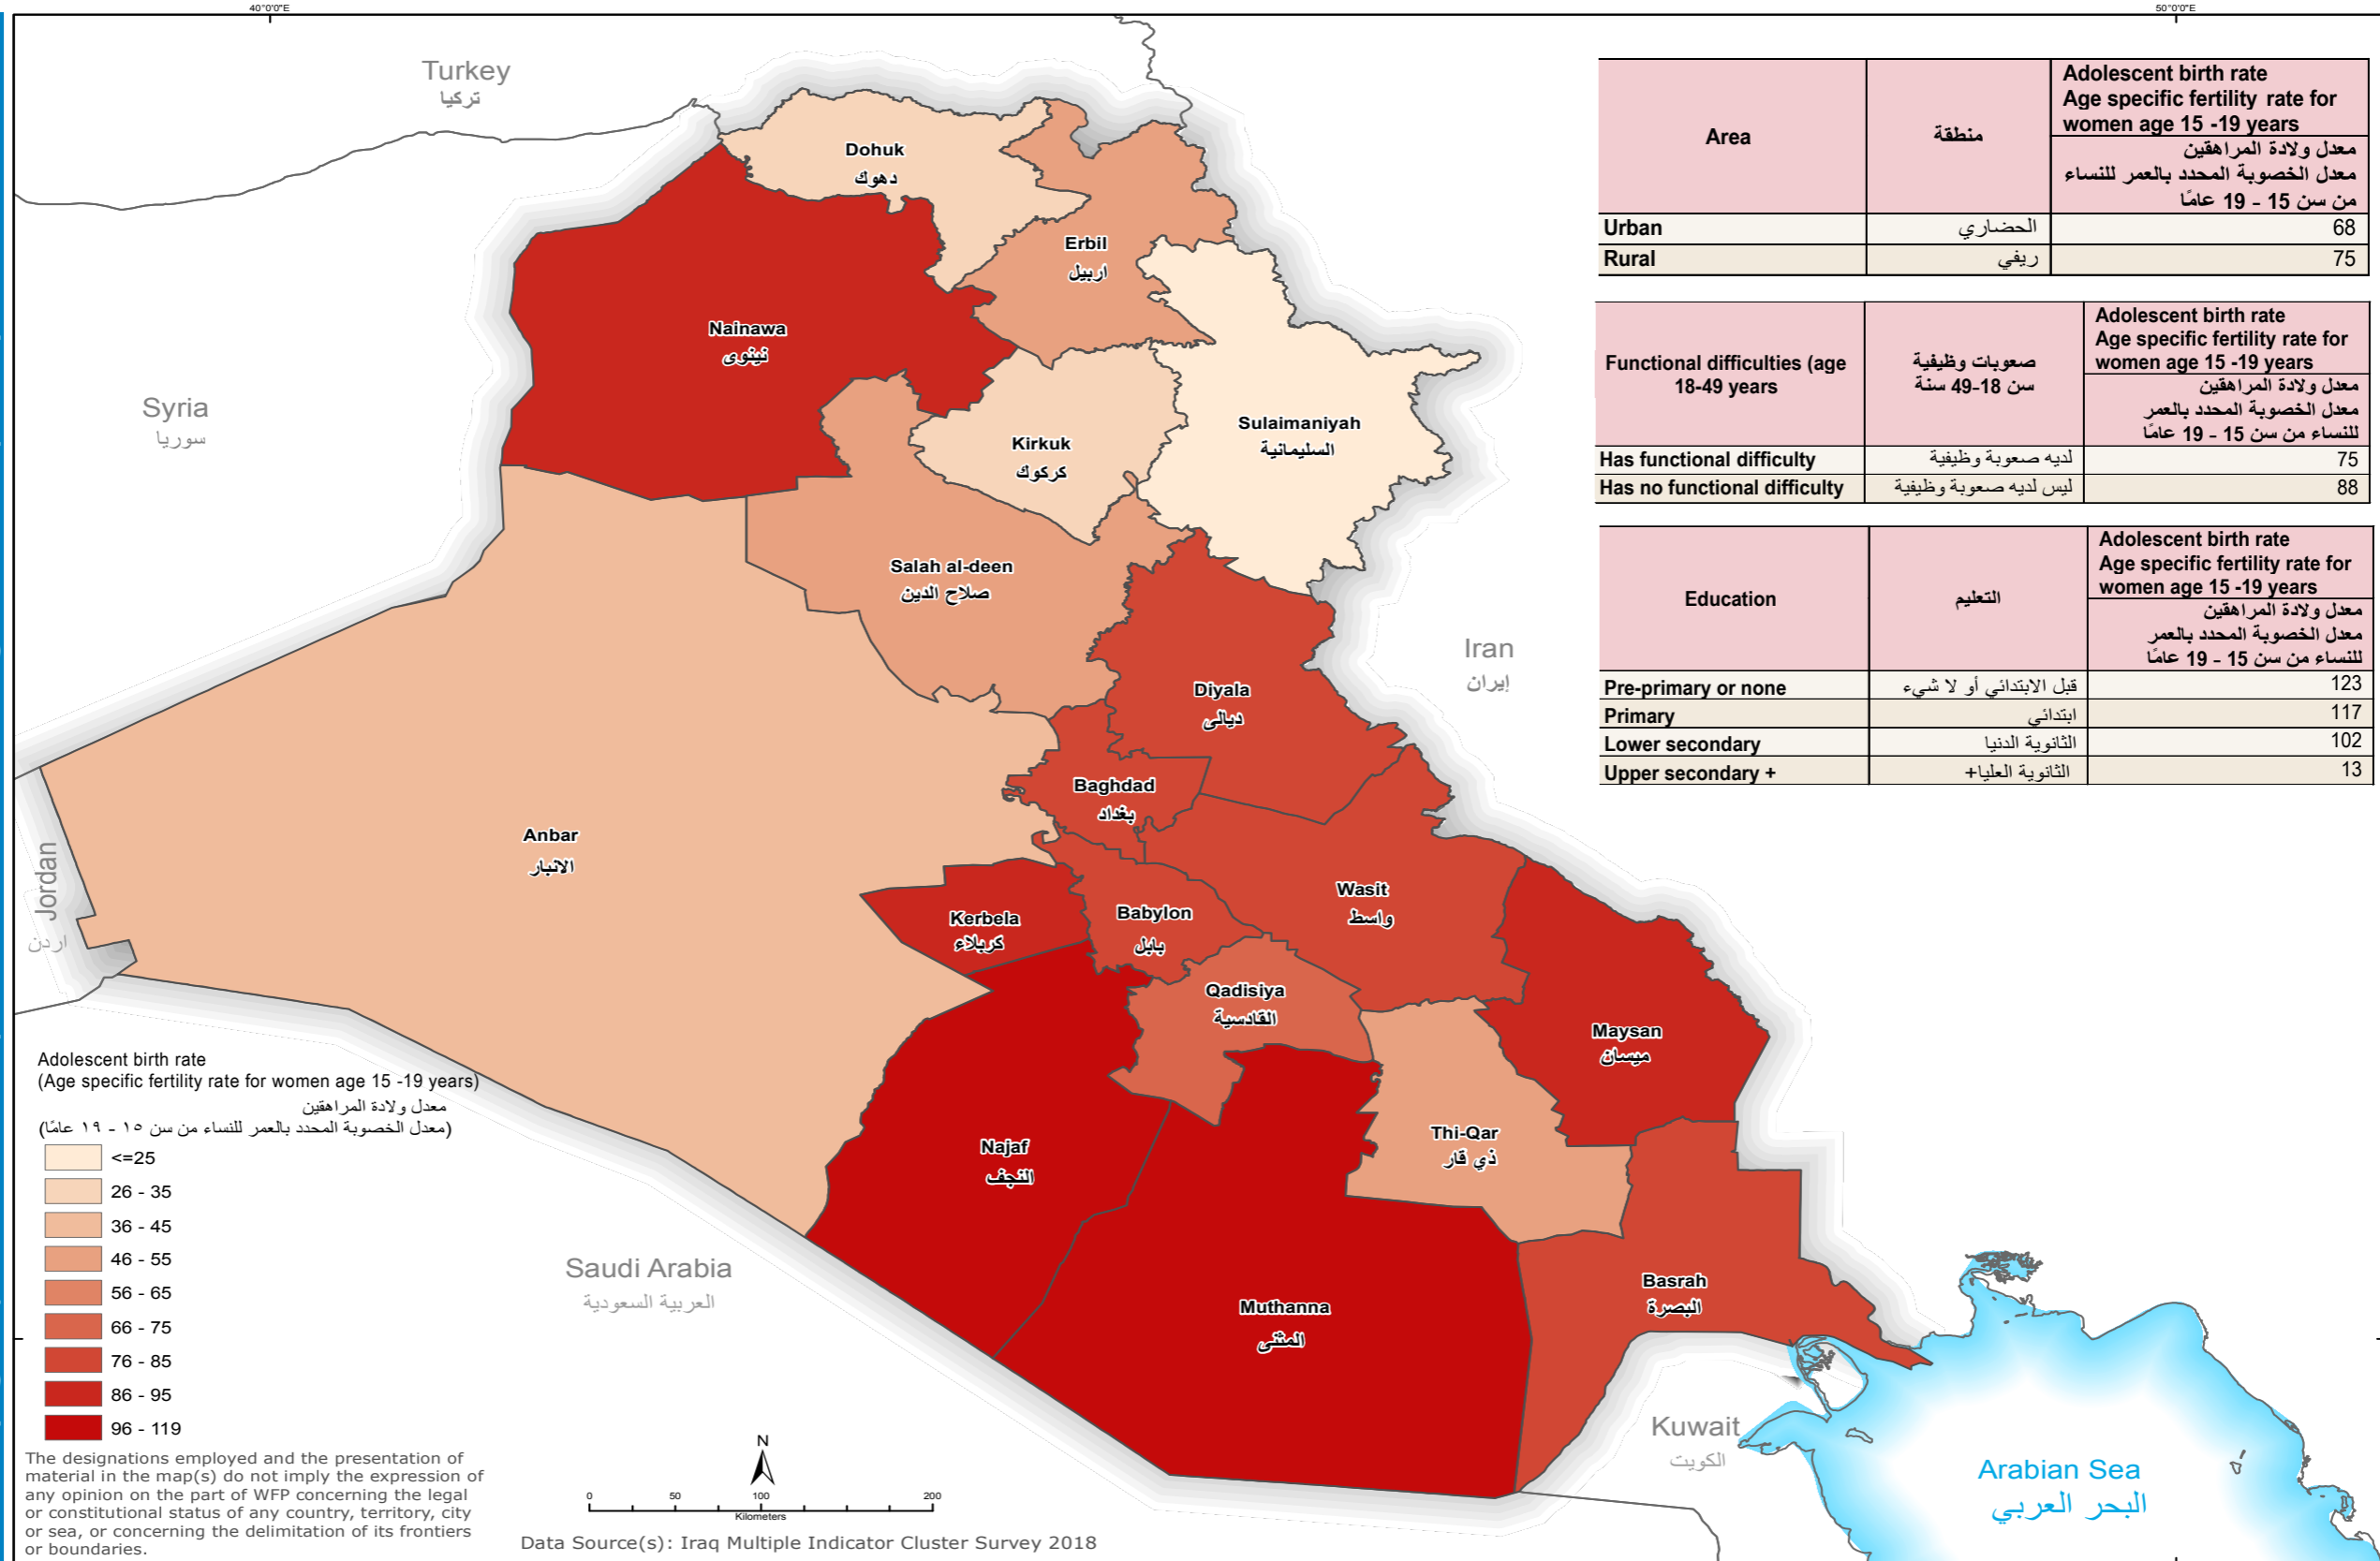 40°0'0"E
50°0'0"E
Turkey
تركيا
Syria
سوريا
Iran
إيران
Jordan
اردن
Saudi Arabia
العربية السعودية
Kuwait
الكويت
Arabian Sea
البحر العربي
Dohuk
دهوك
Erbil
اربيل
Nainawa
نينوى
Sulaimaniyah
السليمانية
Kirkuk
كركوك
Salah al-deen
صلاح الدين
Diyala
ديالى
Baghdad
بغداد
Anbar
الانبار
Wasit
واسط
Kerbela
كربلاء
Babylon
بابل
Qadisiya
القادسية
Maysan
ميسان
Thi-Qar
ذي قار
Najaf
النجف
Muthanna
المثنى
Basrah
البصرة
Area
منطقة
Adolescent birth rate
Age specific fertility rate for
women age 15 -19 years
معدل ولادة المراهقين
معدل الخصوبة المحدد بالعمر للنساء
من سن 15 - 19 عامًا
Urban الحضاري 68
Rural ريفي 75
Functional difficulties (age
18-49 years
صعوبات وظيفية
سن 18-49 سنة
Adolescent birth rate
Age specific fertility rate for
women age 15 -19 years
معدل ولادة المراهقين
معدل الخصوبة المحدد بالعمر
للنساء من سن 15 - 19 عامًا
Has functional difficulty لديه صعوبة وظيفية 75
Has no functional difficulty ليس لديه صعوبة وظيفية 88
Education
التعليم
Adolescent birth rate
Age specific fertility rate for
women age 15 -19 years
معدل ولادة المراهقين
معدل الخصوبة المحدد بالعمر
للنساء من سن 15 - 19 عامًا
Pre-primary or none قبل الابتدائي أو لا شيء 123
Primary ابتدائي 117
Lower secondary الثانوية الدنيا 102
Upper secondary + الثانوية العليا+ 13
Adolescent birth rate
(Age specific fertility rate for women age 15 -19 years)
معدل ولادة المراهقين
(معدل الخصوبة المحدد بالعمر للنساء من سن ١٥ - ١٩ عامًا)
<=25
26 - 35
36 - 45
46 - 55
56 - 65
66 - 75
76 - 85
86 - 95
96 - 119
The designations employed and the presentation of
material in the map(s) do not imply the expression of
any opinion on the part of WFP concerning the legal
or constitutional status of any country, territory, city
or sea, or concerning the delimitation of its frontiers
or boundaries.
N
0 50 100 200
Kilometers
Data Source(s): Iraq Multiple Indicator Cluster Survey 2018